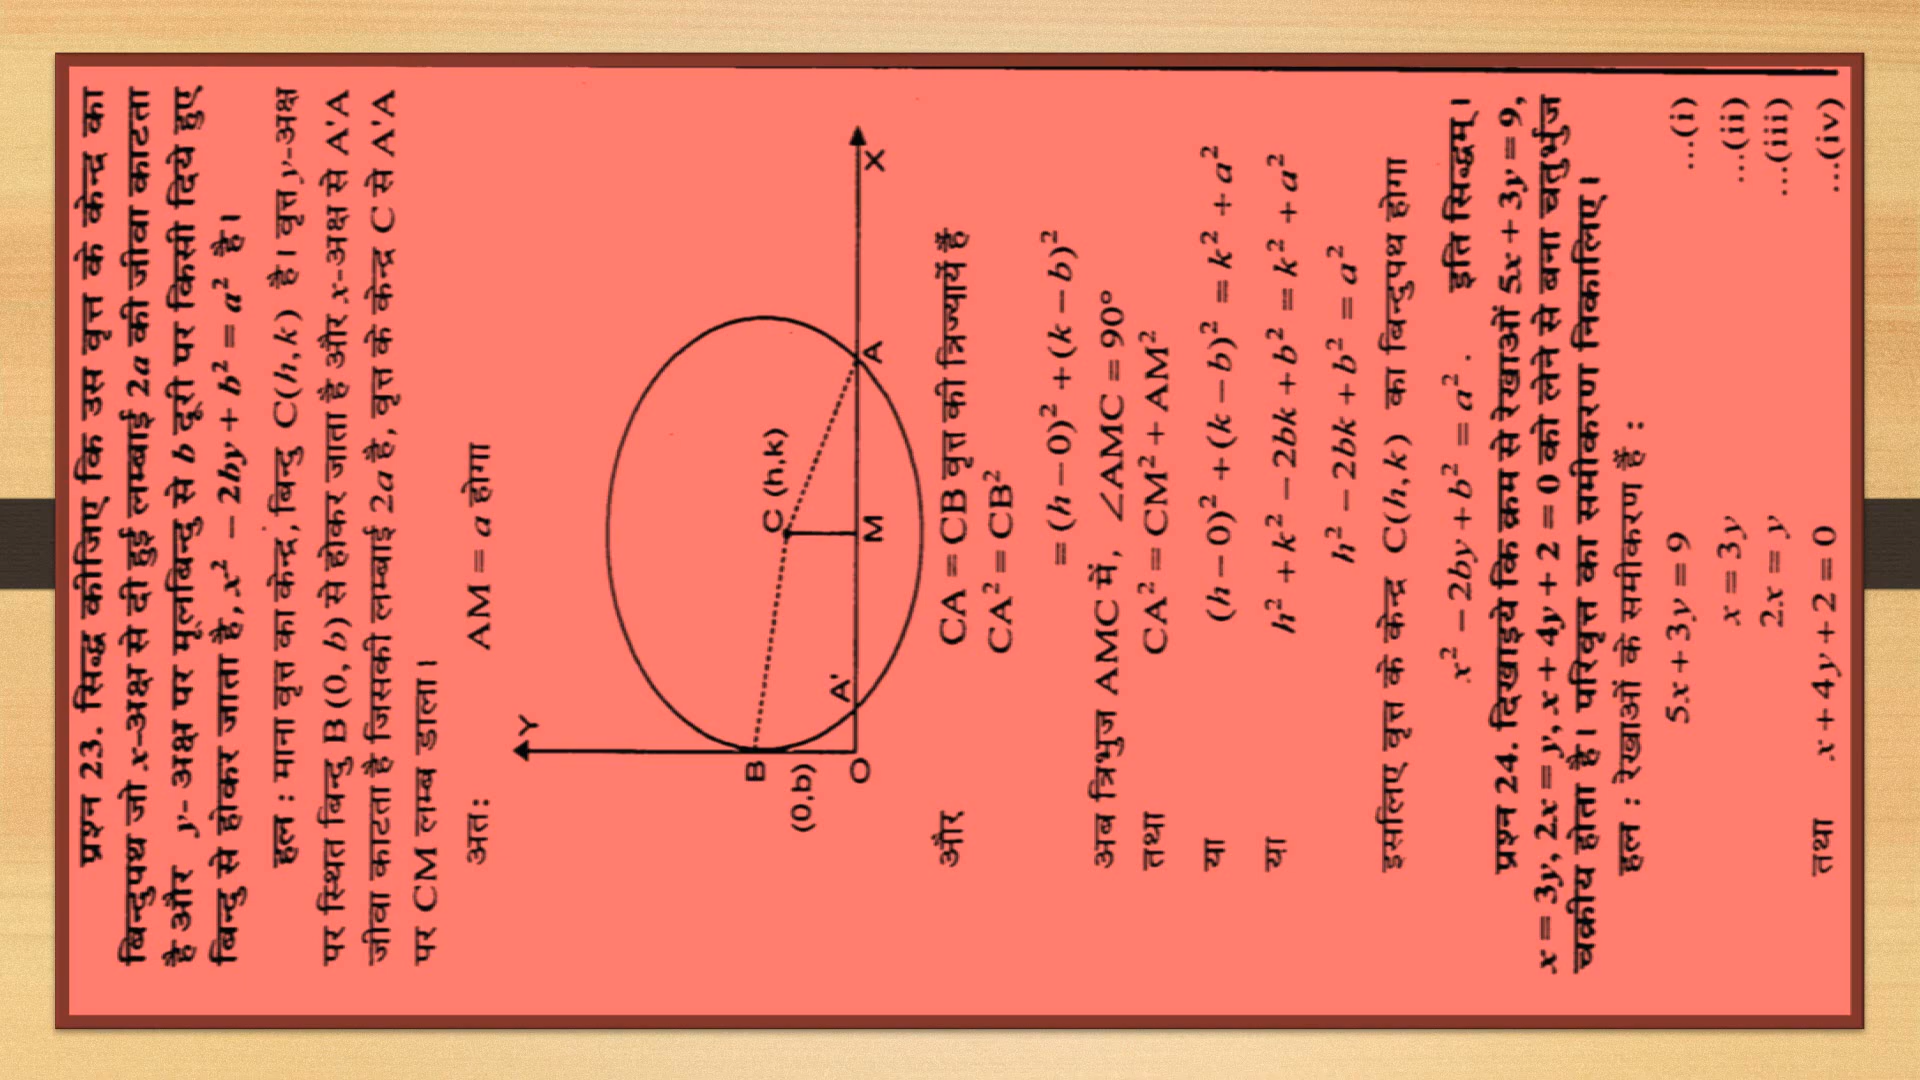 प्रश्न 23. सिद्ध कीजिए कि उस वृत्त के केन्द्र का
बिन्दुपथ जो x-अक्ष से दी हुई लम्बाई 2a की जीवा काटता
है और y- अक्ष पर मूलबिन्दु से b दूरी पर किसी दिये हुए
बिन्दु से होकर जाता है, x² − 2by + b² = a² है।
हल : माना वृत्त का केन्द्र, बिन्दु C(h, k) है। वृत्त y-अक्ष
पर स्थित बिन्दु B (0, b) से होकर जाता है और x-अक्ष से A'A
जीवा काटता है जिसकी लम्बाई 2a है, वृत्त के केन्द्र C से A'A
पर CM लम्ब डाला।
अतः AM = a होगा
Y
C (h,k)
B
(0,b)
A'
O
M
A
X
और CA = CB वृत्त की त्रिज्यायें हैं
CA² = CB²
= (h − 0)² + (k − b)²
अब त्रिभुज AMC में, ∠AMC = 90°
तथा CA² = CM² + AM²
या (h − 0)² + (k − b)² = k² + a²
या h² + k² − 2bk + b² = k² + a²
h² − 2bk + b² = a²
इसलिए वृत्त के केन्द्र C(h, k) का बिन्दुपथ होगा
x² − 2by + b² = a². इति सिद्धम्।
प्रश्न 24. दिखाइये कि क्रम से रेखाओं 5x + 3y = 9,
x = 3y, 2x = y, x + 4y + 2 = 0 को लेने से बना चतुर्भुज
चक्रीय होता है। परिवृत्त का समीकरण निकालिए।
हल : रेखाओं के समीकरण हैं :
5x + 3y = 9 ...(i)
x = 3y ...(ii)
2x = y ...(iii)
तथा x + 4y + 2 = 0 ...(iv)